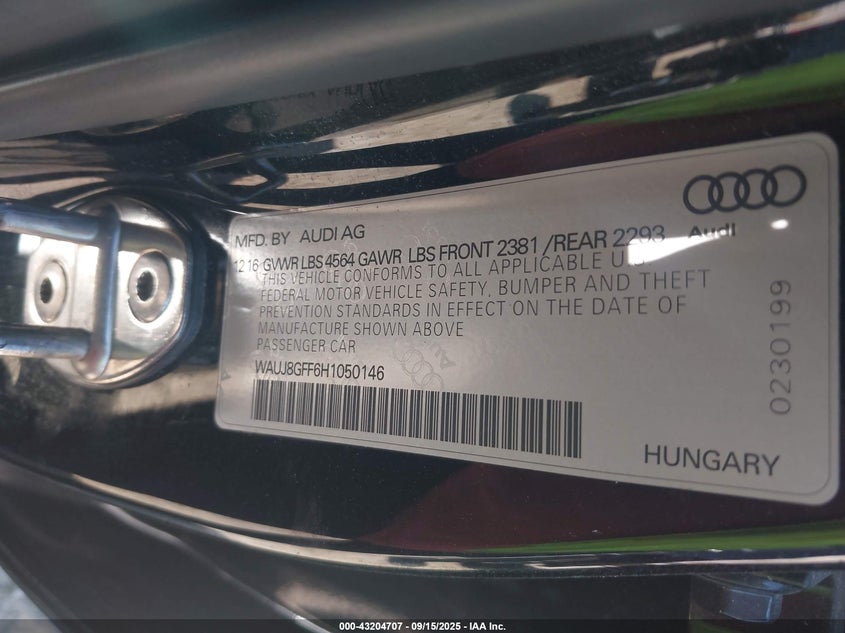 MFD. BY AUDI AG
Audi
12 16 GVWR LBS 4564 GAWR LBS FRONT 2381 /REAR 2293
THIS VEHICLE CONFORMS TO ALL APPLICABLE U
FEDERAL MOTOR VEHICLE SAFETY, BUMPER AND THEFT
PREVENTION STANDARDS IN EFFECT ON THE DATE OF
MANUFACTURE SHOWN ABOVE
PASSENGER CAR
WAUJ8GFF6H1050146
0230199
HUNGARY
000-43204707 - 09/15/2025 - IAA Inc.